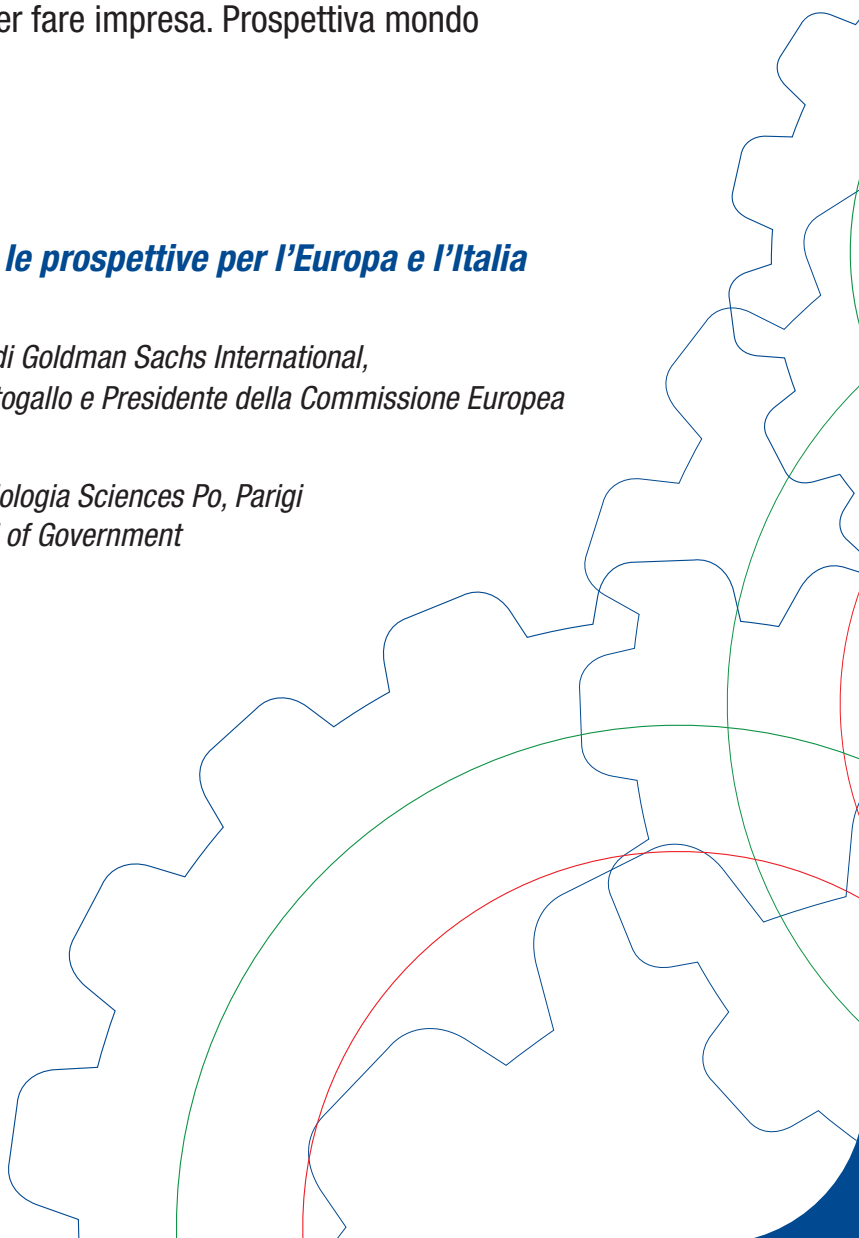 er fare impresa. Prospettiva mondo
le prospettive per l'Europa e l'Italia
di Goldman Sachs International,
togallo e Presidente della Commissione Europea
iologia Sciences Po, Parigi
of Government